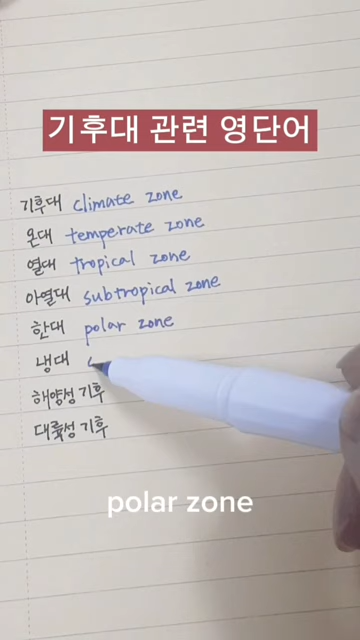 기후대 관련 영단어
기후대 climate zone
온대 temperate zone
열대 tropical zone
아열대 subtropical zone
한대 polar zone
냉대
해양성 기후
대륙성 기후
polar zone